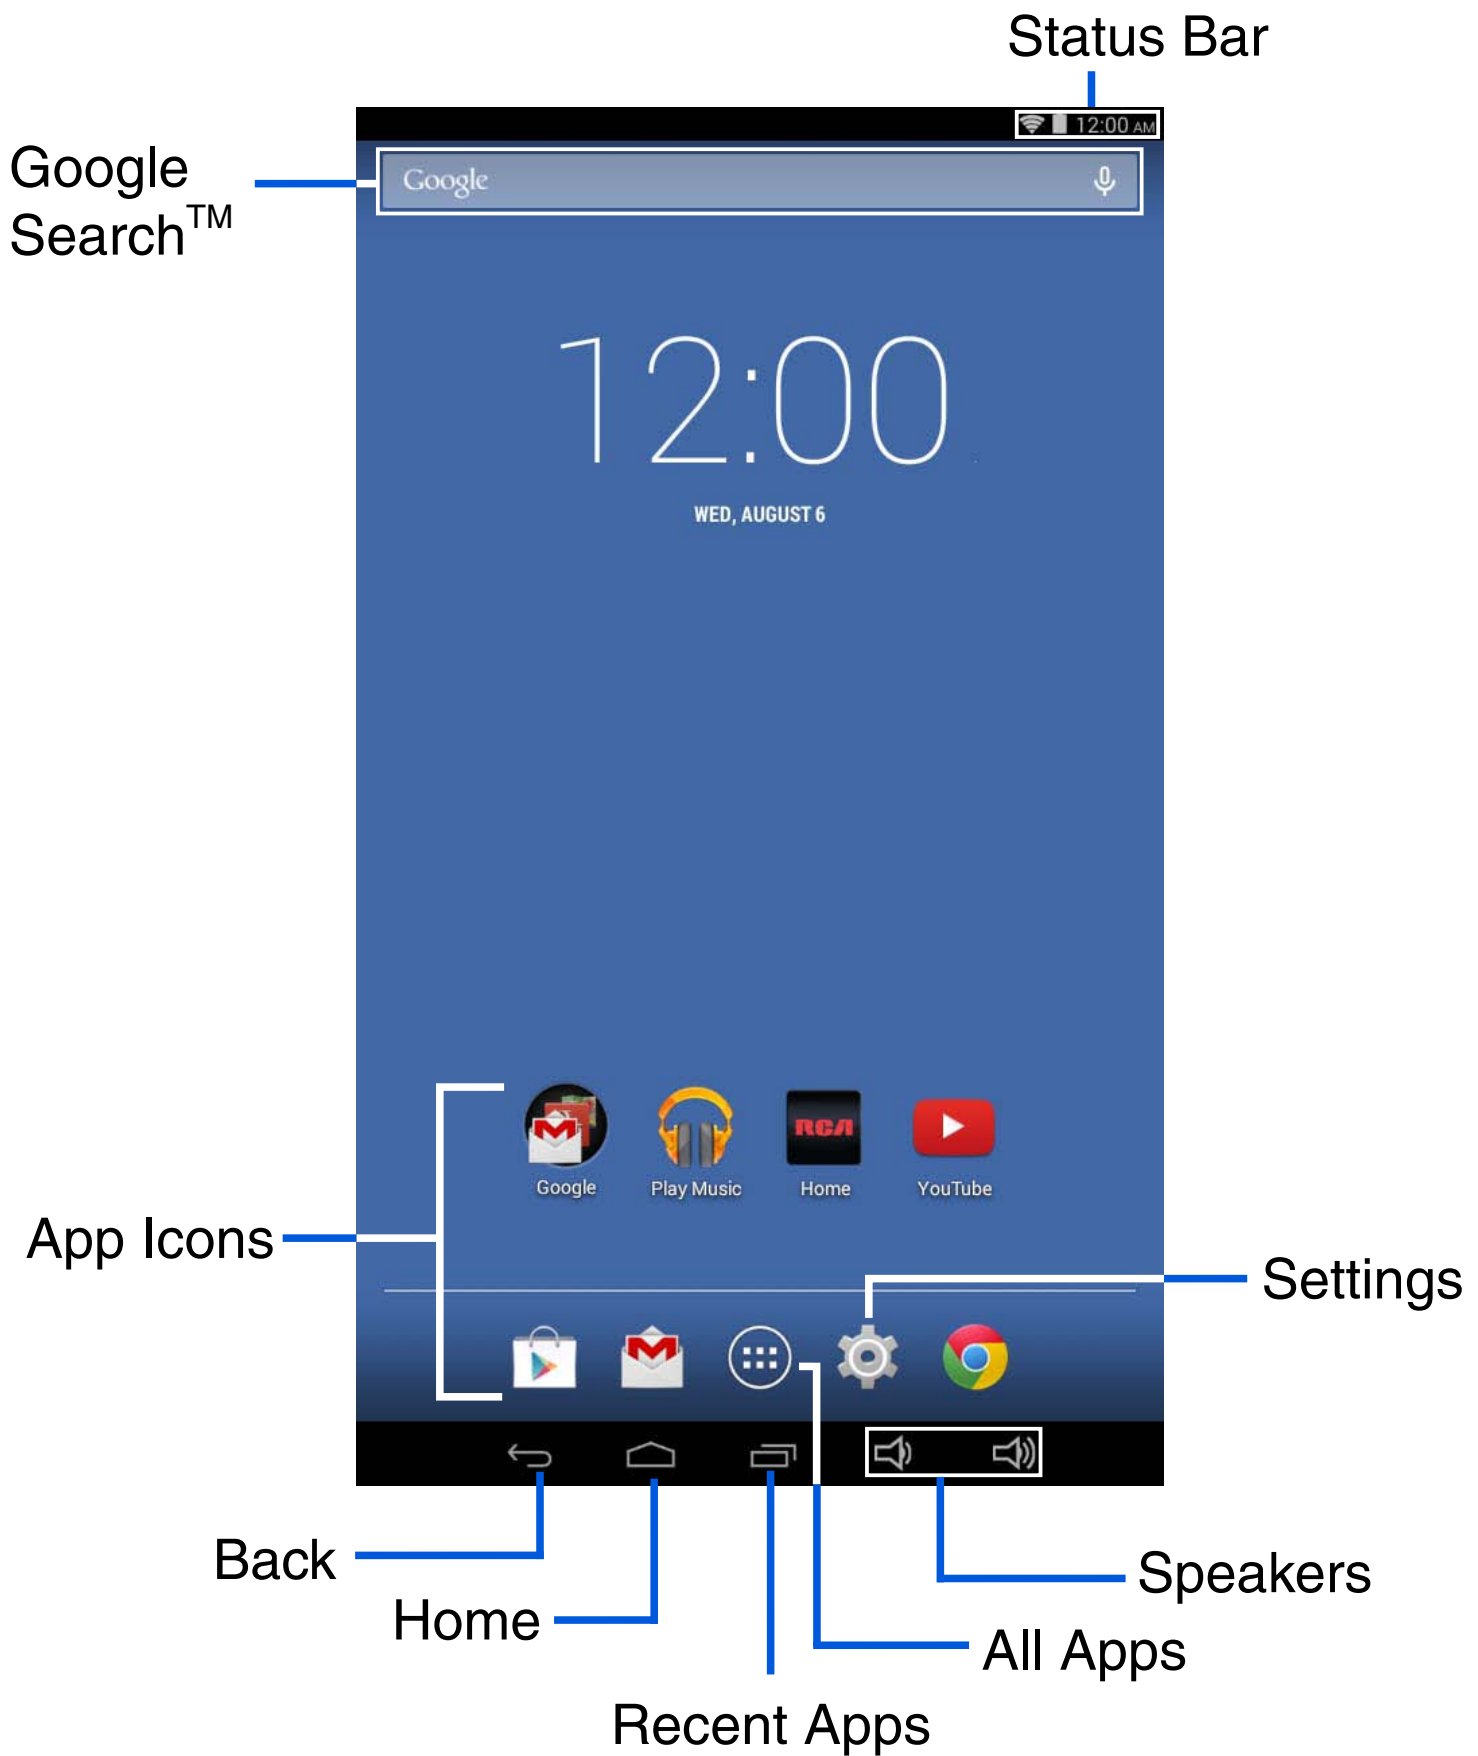 Status Bar
12:00 AM
Google
Search™
Google
12:00
WED, AUGUST 6
RCA
Google
Play Music
Home
YouTube
App Icons
Settings
Back
Speakers
Home
All Apps
Recent Apps